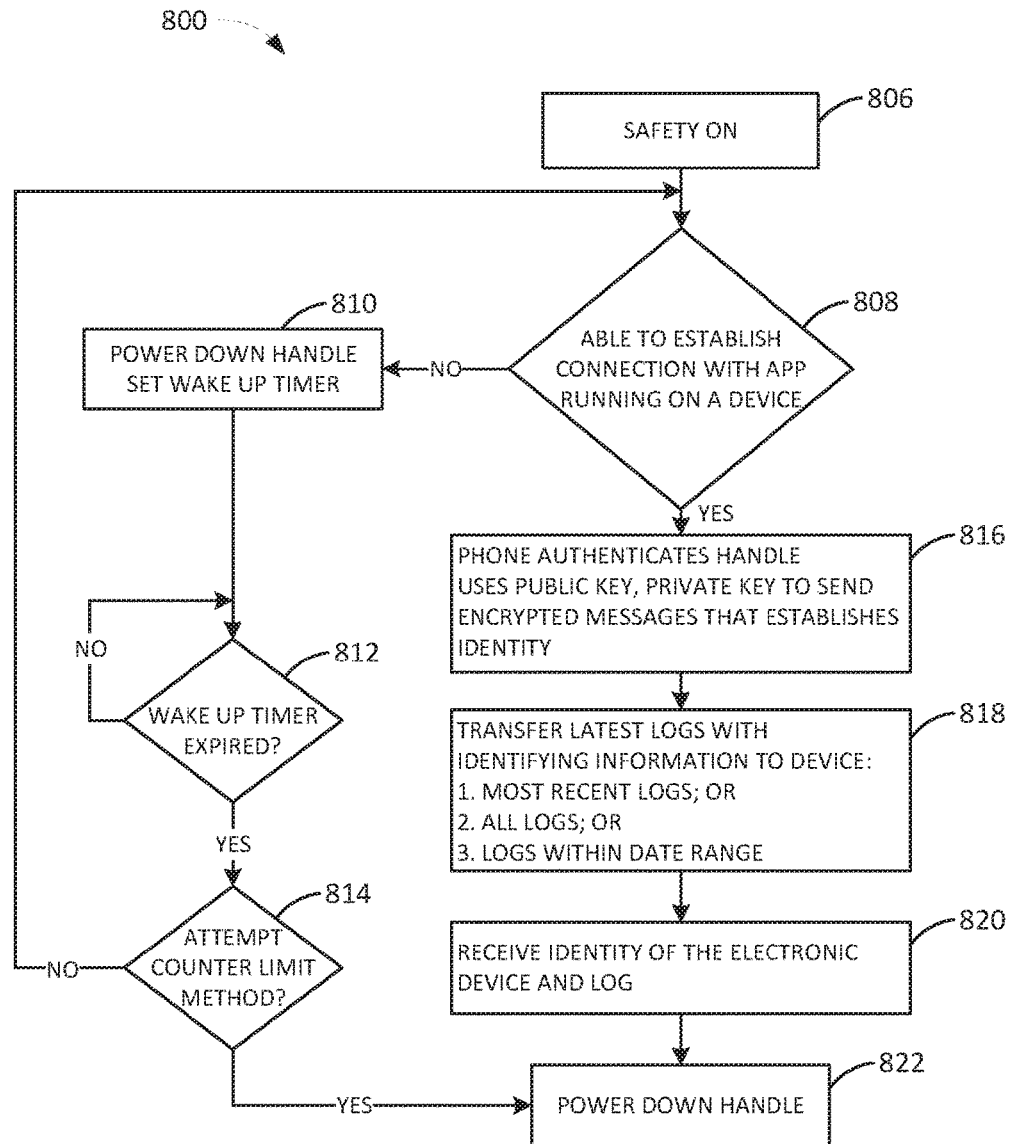 800
SAFETY ON
806
ABLE TO ESTABLISH
CONNECTION WITH APP
RUNNING ON A DEVICE
808
NO
YES
POWER DOWN HANDLE
SET WAKE UP TIMER
810
WAKE UP TIMER
EXPIRED?
812
NO
YES
ATTEMPT
COUNTER LIMIT
METHOD?
814
NO
YES
PHONE AUTHENTICATES HANDLE
USES PUBLIC KEY, PRIVATE KEY TO SEND
ENCRYPTED MESSAGES THAT ESTABLISHES
IDENTITY
816
TRANSFER LATEST LOGS WITH
IDENTIFYING INFORMATION TO DEVICE:
1. MOST RECENT LOGS; OR
2. ALL LOGS; OR
3. LOGS WITHIN DATE RANGE
818
RECEIVE IDENTITY OF THE ELECTRONIC
DEVICE AND LOG
820
POWER DOWN HANDLE
822